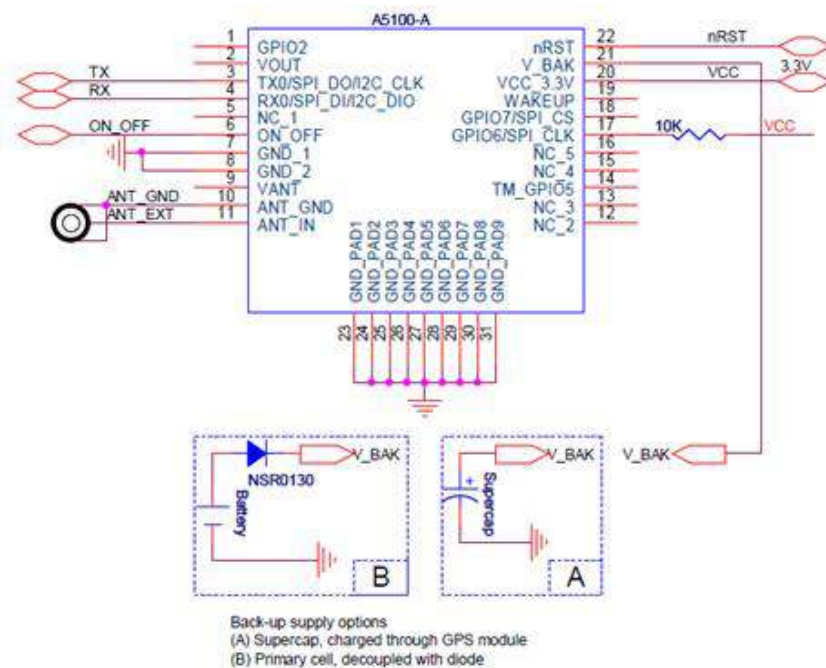 A5100-A
1 GPIO2
2 VOUT
TX 3 TX0/SPI_DO/I2C_CLK
RX 4 RX0/SPI_DI/I2C_DIO
5 NC_1
ON_OFF 6 ON_OFF
7 GND_1
8 GND_2
9 VANT
ANT_GND 10 ANT_GND
ANT_EXT 11 ANT_IN
nRST 22 nRST
V_BAK 21
VCC_3.3V 20 VCC 3.3V
WAKEUP 19
GPIO7/SPI_CS 18
GPIO6/SPI_CLK 17 10K VCC
NC_5 16
NC_4 15
TM_GPIO5 14
NC_3 13
NC_2 12
GND_PAD1
GND_PAD2
GND_PAD3
GND_PAD4
GND_PAD5
GND_PAD6
GND_PAD7
GND_PAD8
GND_PAD9
23
24
25
26
27
28
29
30
31
V_BAK
NSR0130
Battery
B
V_BAK
Supercap
+
A
V_BAK
Back-up supply options
(A) Supercap, charged through GPS module
(B) Primary cell, decoupled with diode